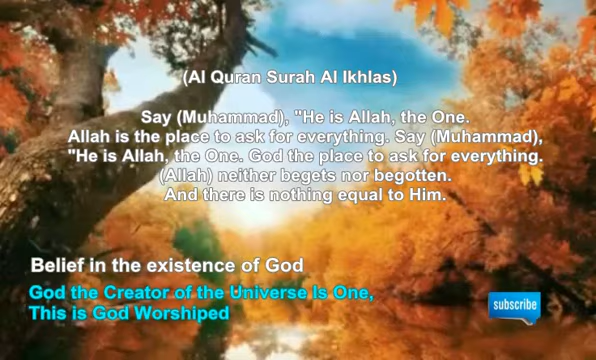 (Al Quran Surah Al Ikhlas)
Say (Muhammad), "He is Allah, the One.
Allah is the place to ask for everything. Say (Muhammad),
"He is Allah, the One. God the place to ask for everything.
(Allah) neither begets nor begotten.
And there is nothing equal to Him.
Belief in the existence of God
God the Creator of the Universe Is One,
This is God Worshiped
subscribe